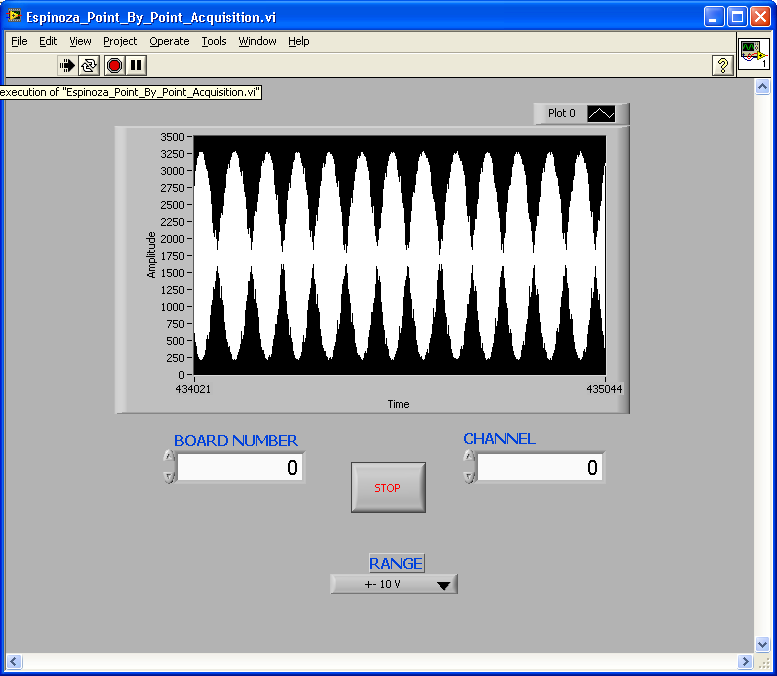 Espinoza_Point_By_Point_Acquisition.vi
File Edit View Project Operate Tools Window Help
?
1
execution of "Espinoza_Point_By_Point_Acquisition.vi"
Plot 0
3500
3250
3000
2750
2500
2250
2000
1750
1500
1250
1000
750
500
250
0
Amplitude
434021 435044
Time
BOARD NUMBER CHANNEL
0 0
STOP
RANGE
+- 10 V